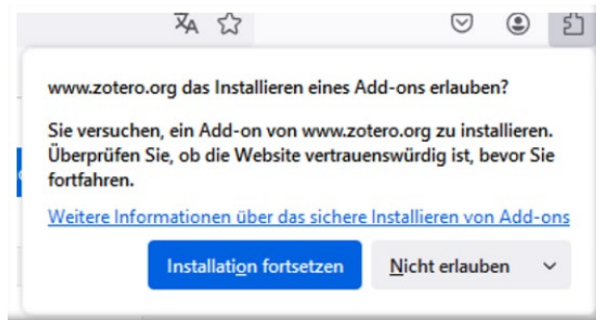 www.zotero.org das Installieren eines Add-ons erlauben?
Sie versuchen, ein Add-on von www.zotero.org zu installieren.
Überprüfen Sie, ob die Website vertrauenswürdig ist, bevor Sie
fortfahren.
Weitere Informationen über das sichere Installieren von Add-ons
Installation fortsetzen
Nicht erlauben